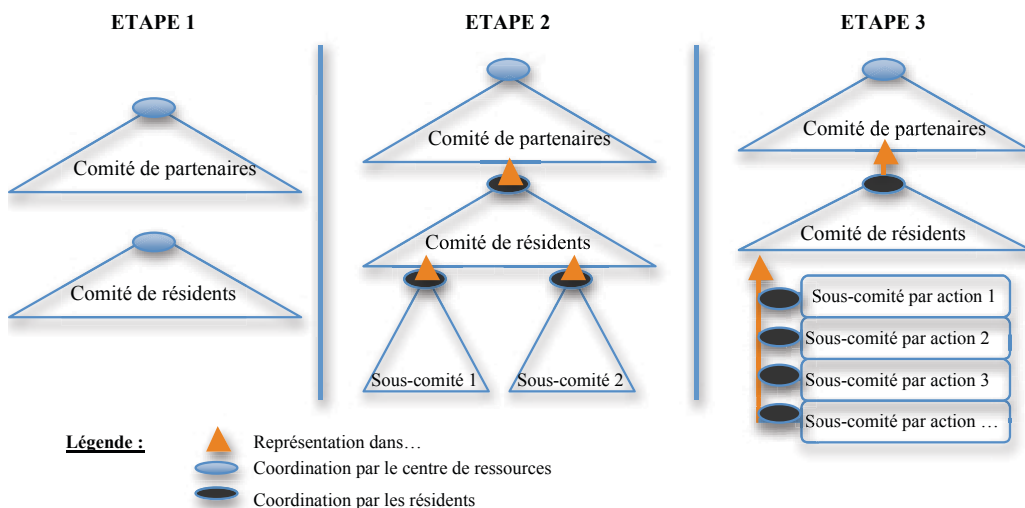 ETAPE 1
Comité de partenaires
Comité de résidents
ETAPE 2
Comité de partenaires
Comité de résidents
Sous-comité 1
Sous-comité 2
ETAPE 3
Comité de partenaires
Comité de résidents
Sous-comité par action 1
Sous-comité par action 2
Sous-comité par action 3
Sous-comité par action …
Légende :
Représentation dans…
Coordination par le centre de ressources
Coordination par les résidents